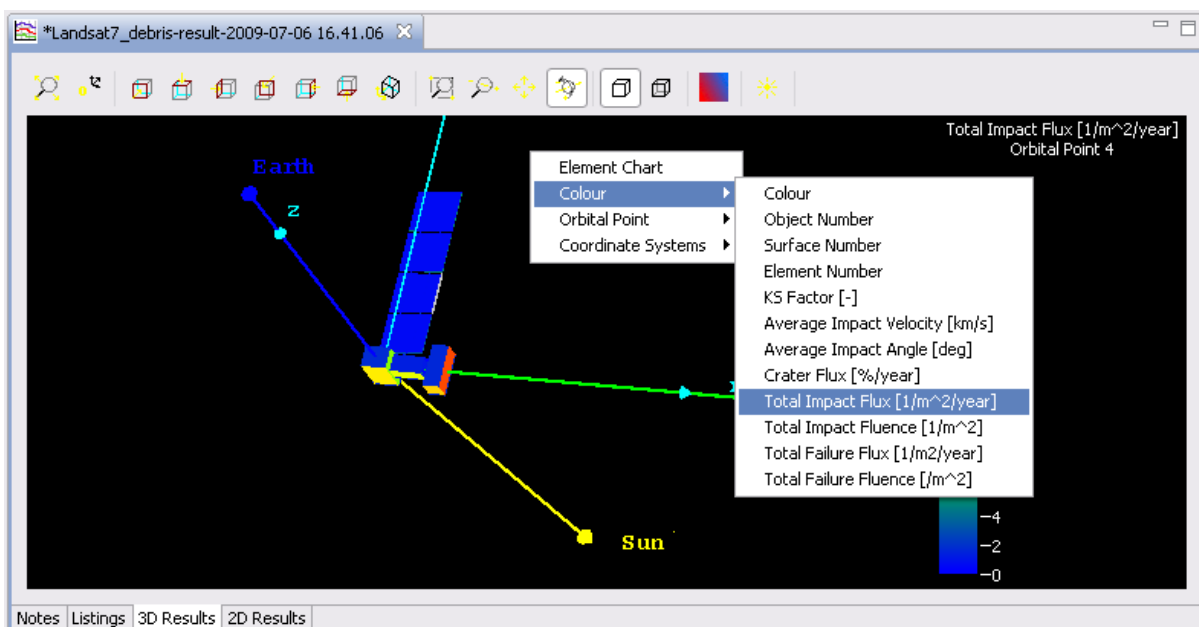 *Landsat7_debris-result-2009-07-06 16.41.06
Total Impact Flux [1/m^2/year]
Orbital Point 4
Earth
z
Sun
Element Chart
Colour
Orbital Point
Coordinate Systems
Colour
Object Number
Surface Number
Element Number
KS Factor [-]
Average Impact Velocity [km/s]
Average Impact Angle [deg]
Crater Flux [%/year]
Total Impact Flux [1/m^2/year]
Total Impact Fluence [1/m^2]
Total Failure Flux [1/m2/year]
Total Failure Fluence [/m^2]
4
2
0
Notes Listings 3D Results 2D Results